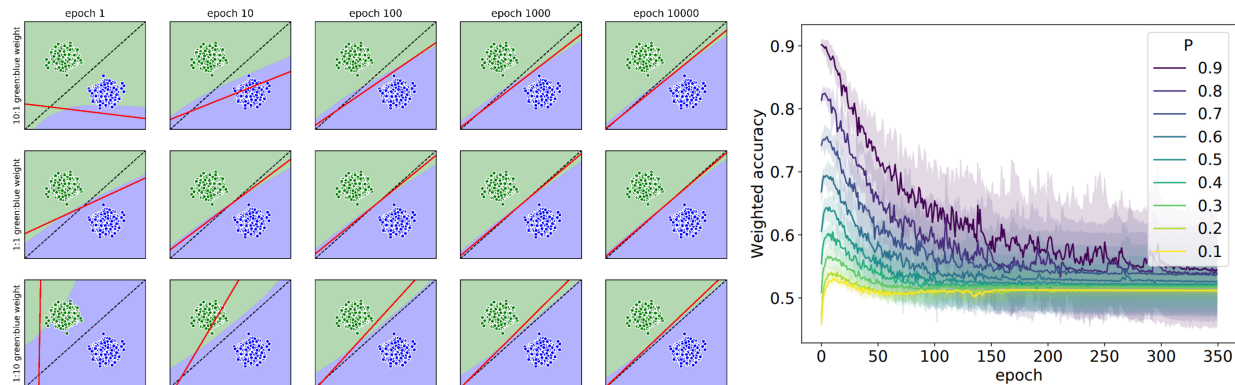 epoch 1
epoch 10
epoch 100
epoch 1000
epoch 10000
10:1 green:blue weight
1:1 green:blue weight
1:10 green:blue weight
Weighted accuracy
0.9
0.8
0.7
0.6
0.5
0 50 100 150 200 250 300 350
epoch
P
0.9
0.8
0.7
0.6
0.5
0.4
0.3
0.2
0.1